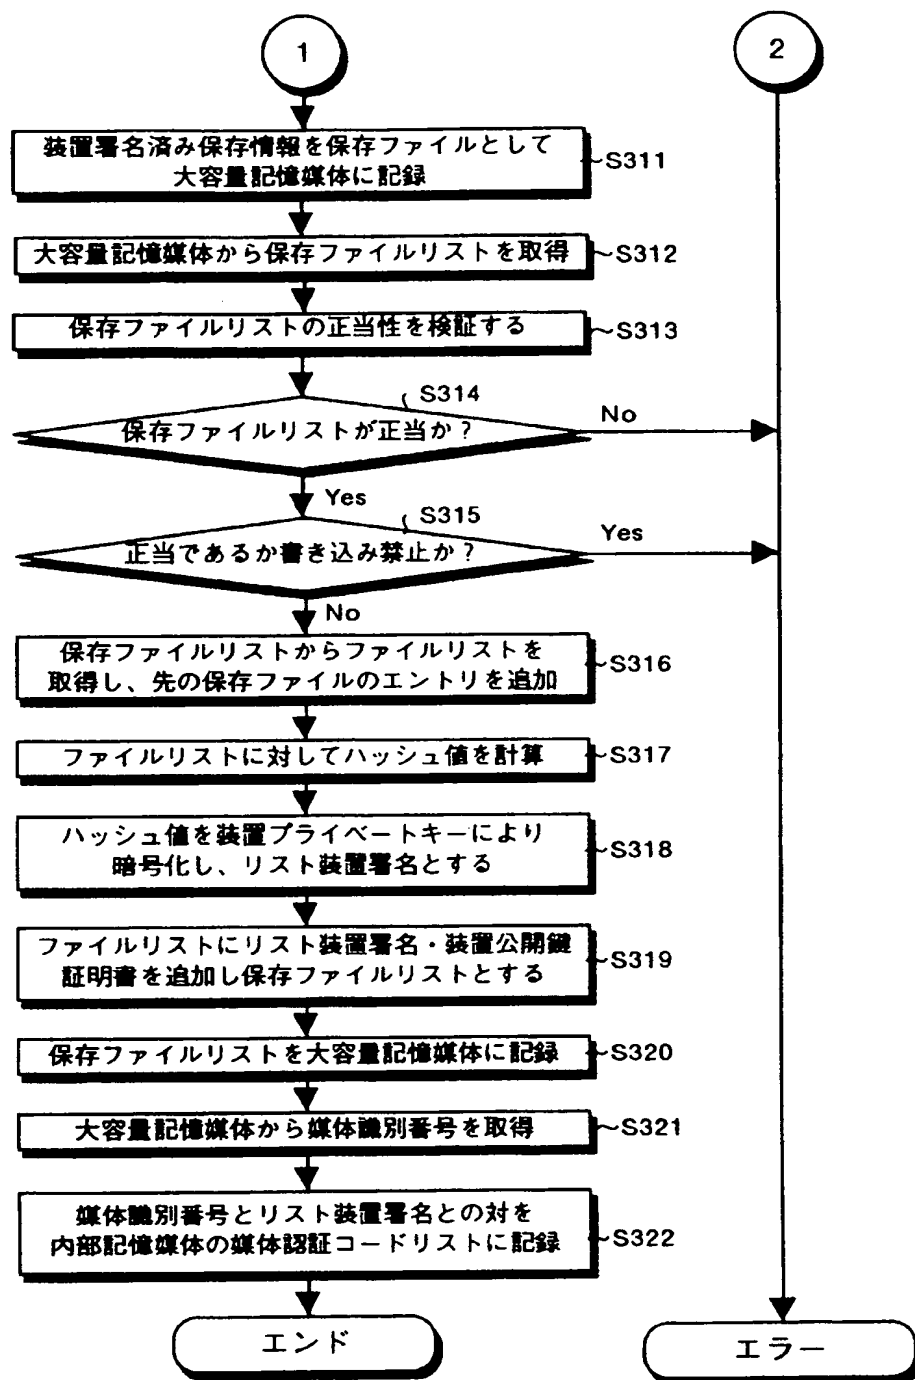 1
2
装置署名済み保存情報を保存ファイルとして
大容量記憶媒体に記録
S311
大容量記憶媒体から保存ファイルリストを取得
S312
保存ファイルリストの正当性を検証する
S313
S314
保存ファイルリストが正当か？
No
Yes
S315
正当であるか書き込み禁止か？
Yes
No
保存ファイルリストからファイルリストを
取得し、先の保存ファイルのエントリを追加
S316
ファイルリストに対してハッシュ値を計算
S317
ハッシュ値を装置プライベートキーにより
暗号化し、リスト装置署名とする
S318
ファイルリストにリスト装置署名・装置公開鍵
証明書を追加し保存ファイルリストとする
S319
保存ファイルリストを大容量記憶媒体に記録
S320
大容量記憶媒体から媒体識別番号を取得
S321
媒体識別番号とリスト装置署名との対を
内部記憶媒体の媒体認証コードリストに記録
S322
エンド
エラー